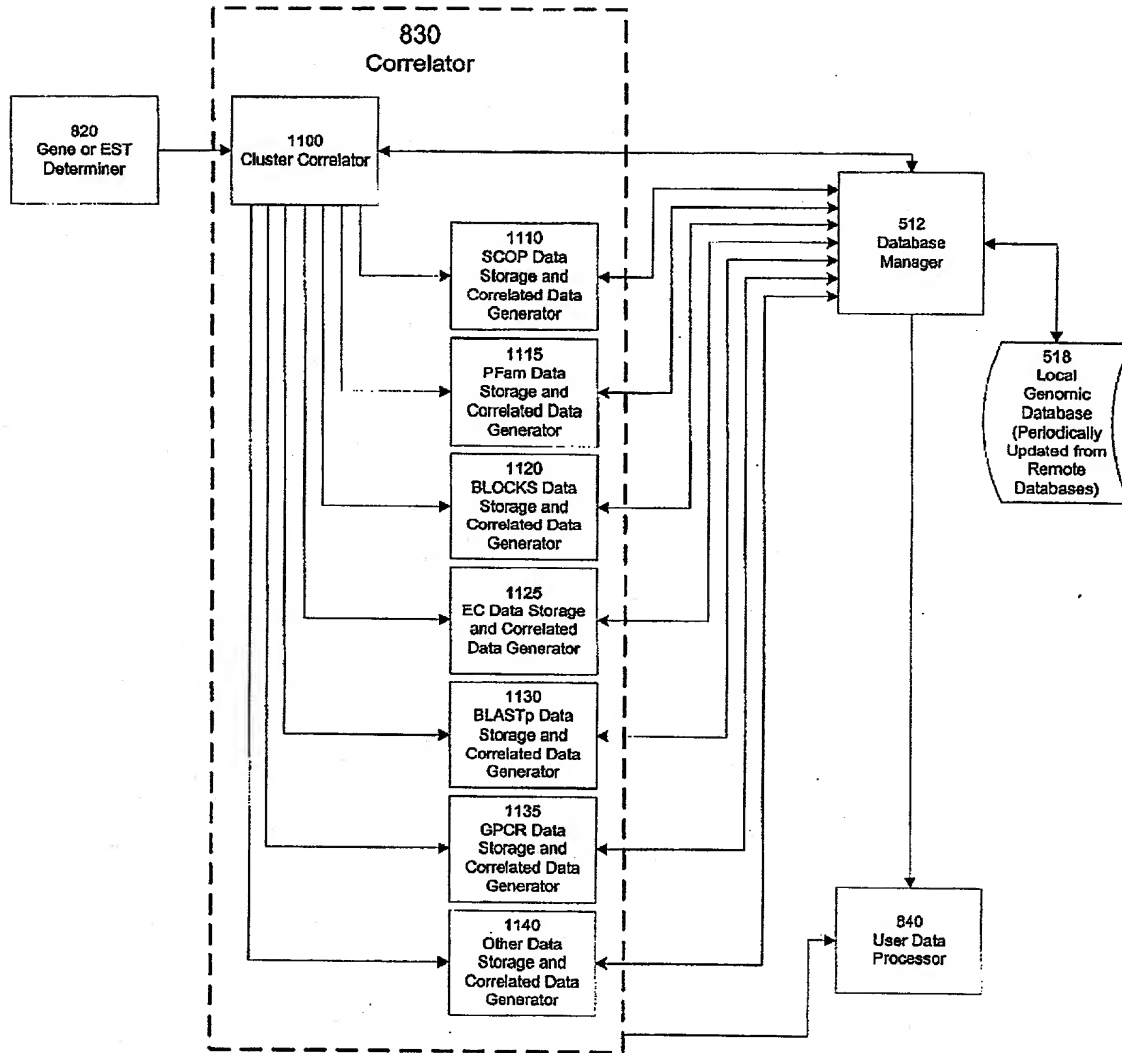 830
Correlator
820
Gene or EST
Determiner
1100
Cluster Correlator
512
Database
Manager
1110
SCOP Data
Storage and
Correlated Data
Generator
1115
PFam Data
Storage and
Correlated Data
Generator
518
Local
Genomic
Database
(Periodically
Updated from
Remote
Databases)
1120
BLOCKS Data
Storage and
Correlated Data
Generator
1125
EC Data Storage
and Correlated
Data Generator
1130
BLASTp Data
Storage and
Correlated Data
Generator
1135
GPCR Data
Storage and
Correlated Data
Generator
1140
Other Data
Storage and
Correlated Data
Generator
840
User Data
Processor